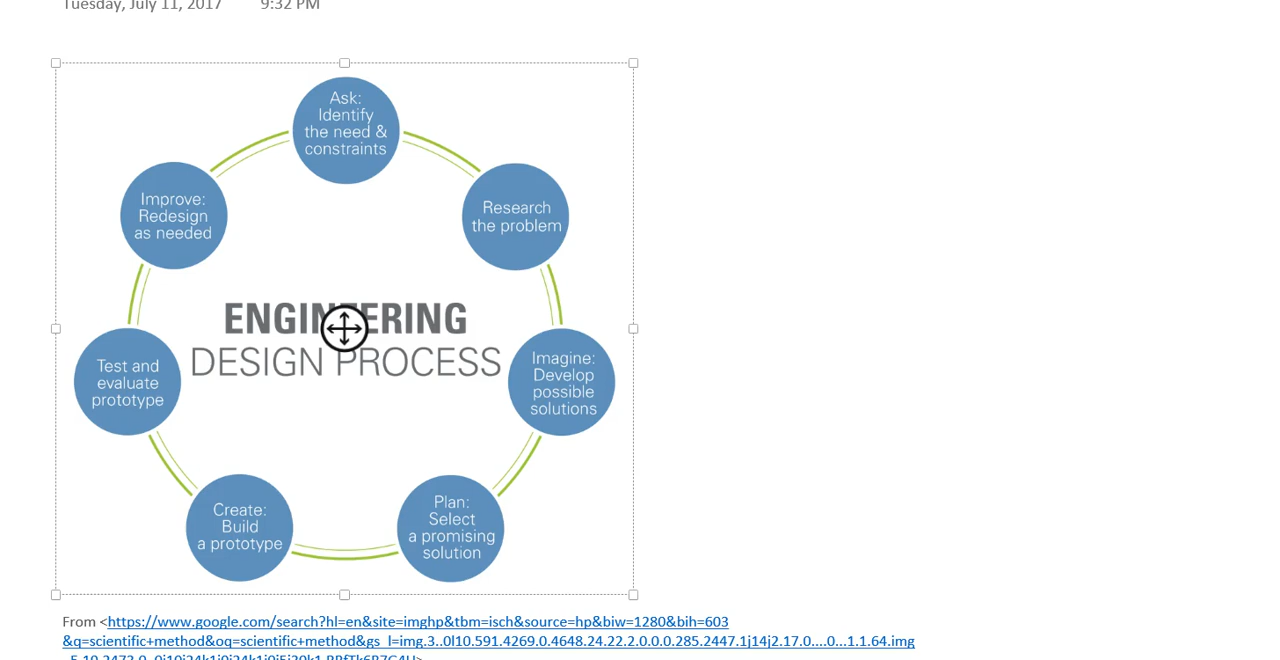 Tuesday, July 11, 2017 9:32 PM
Ask:
Identify
the need &
constraints
Research
the problem
Imagine:
Develop
possible
solutions
Plan:
Select
a promising
solution
Create:
Build
a prototype
Test and
evaluate
prototype
Improve:
Redesign
as needed
ENGINEERING
DESIGN PROCESS
From <https://www.google.com/search?hl=en&site=imghp&tbm=isch&source=hp&biw=1280&bih=603
&q=scientific+method&oq=scientific+method&gs_l=img.3..0l10.591.4269.0.4648.24.22.2.0.0.0.285.2447.1j14j2.17.0....0...1.1.64.img